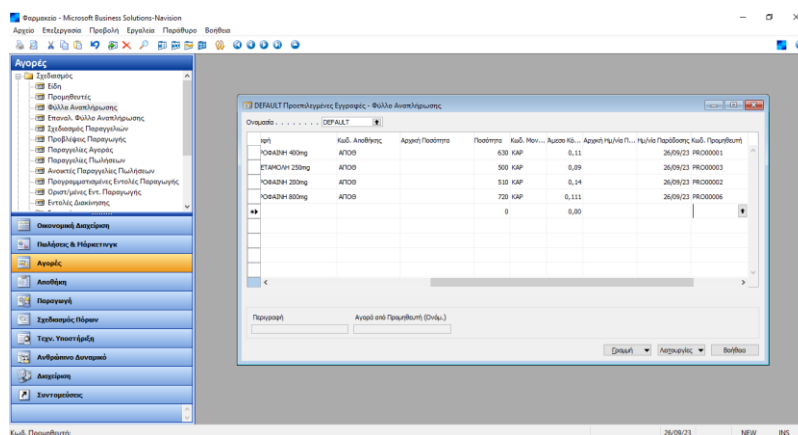 Φαρμακείο - Microsoft Business Solutions-Navision
Αρχείο Επεξεργασία Προβολή Εργαλεία Παράθυρο Βοήθεια
Αγορές
Σχεδιασμός
Είδη
Προμηθευτές
Φύλλα Αναπλήρωσης
Επαναλ. Φύλλο Αναπλήρωσης
Σχεδιασμός Παραγγελιών
Προβλέψεις Παραγωγής
Παραγγελίες Αγοράς
Παραγγελίες Πωλήσεων
Ανοικτές Παραγγελίες Πωλήσεων
Προγραμματισμένες Εντολές Παραγωγής
Οριστ/μένες Εντ. Παραγωγής
Εντολές Διακίνησης
Οικονομική Διαχείριση
Πωλήσεις & Μάρκετινγκ
Αγορές
Αποθήκη
Παραγωγή
Σχεδιασμός Πόρων
Τεχν. Υποστήριξη
Ανθρώπινο Δυναμικό
Διαχείριση
Συντομεύσεις
DEFAULT Προεπιλεγμένες Εγγραφές - Φύλλο Αναπλήρωσης
Ονομασία . . . . . . . . DEFAULT
ραφή Κωδ. Αποθήκης Αρχική Ποσότητα Ποσότητα Κωδ. Μον... Άμεσο Κό... Αρχική Ημ/νία Π... Ημ/νία Παράδοσης Κωδ. Προμηθευτή
ΡΟΦΑΙΝΗ 400mg ΑΠΟΘ 630 KAP 0,11 26/09/23 PRO00001
ΕΤΑΜΟΛΗ 250mg ΑΠΟΘ 500 KAP 0,09 26/09/23 PRO00003
ΡΟΦΑΙΝΗ 200mg ΑΠΟΘ 510 KAP 0,14 26/09/23 PRO00002
ΡΟΦΑΙΝΗ 800mg ΑΠΟΘ 720 KAP 0,111 26/09/23 PRO00006
0 0,00
Περιγραφή Αγορά από Προμηθευτή (Ονόμ.)
Γραμμή Λειτουργίες Βοήθεια
Κωδ. Προμηθευτή: 26/09/23 NEW INS